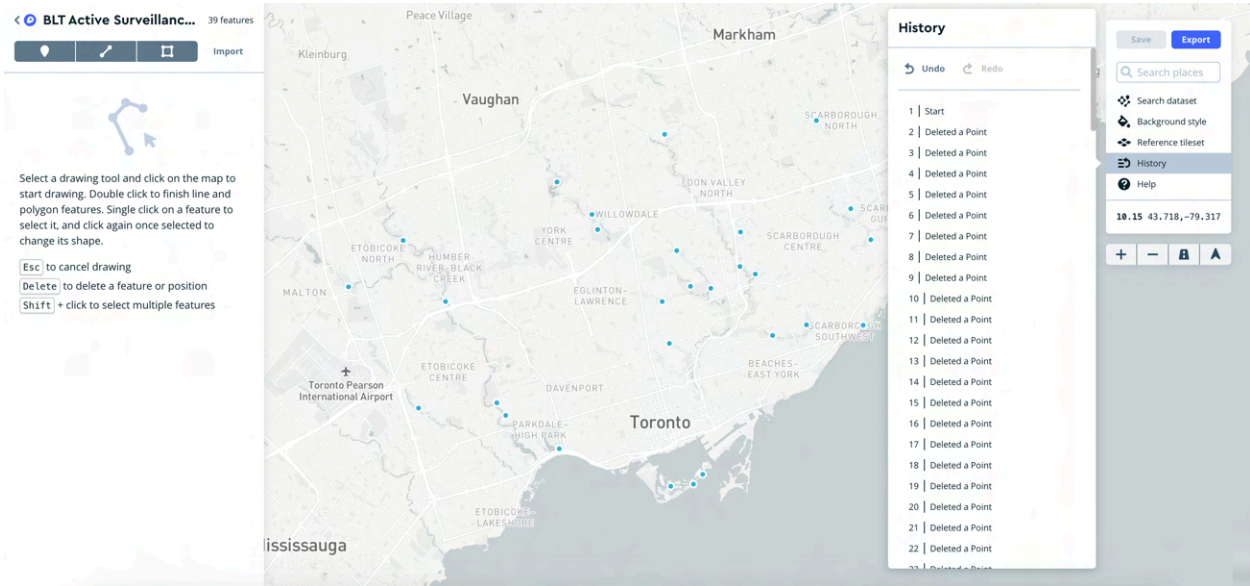 BLT Active Surveillanc... 39 features
Import
Select a drawing tool and click on the map to
start drawing. Double click to finish line and
polygon features. Single click on a feature to
select it, and click again once selected to
change its shape.
Esc to cancel drawing
Delete to delete a feature or position
Shift + click to select multiple features
Peace Village
Markham
Kleinburg
Vaughan
SCARBOROUGH
NORTH
DON VALLEY
NORTH
WILLOWDALE
YORK
CENTRE
SCARBOROUGH
CENTRE
ETOBICOKE
NORTH
HUMBER
RIVER-BLACK
CREEK
MALTON
EGLINTON-
LAWRENCE
SCARBOROUGH
SOUTHWEST
BEACHES-
EAST YORK
ETOBICOKE
CENTRE
Toronto Pearson
International Airport
DAVENPORT
PARKDALE-
HIGH PARK
Toronto
ETOBICOKE-
LAKESHORE
ississauga
History
Undo Redo
1 | Start
2 | Deleted a Point
3 | Deleted a Point
4 | Deleted a Point
5 | Deleted a Point
6 | Deleted a Point
7 | Deleted a Point
8 | Deleted a Point
9 | Deleted a Point
10 | Deleted a Point
11 | Deleted a Point
12 | Deleted a Point
13 | Deleted a Point
14 | Deleted a Point
15 | Deleted a Point
16 | Deleted a Point
17 | Deleted a Point
18 | Deleted a Point
19 | Deleted a Point
20 | Deleted a Point
21 | Deleted a Point
22 | Deleted a Point
Save Export
Search places
Search dataset
Background style
Reference tileset
History
Help
10.15 43.718,-79.317